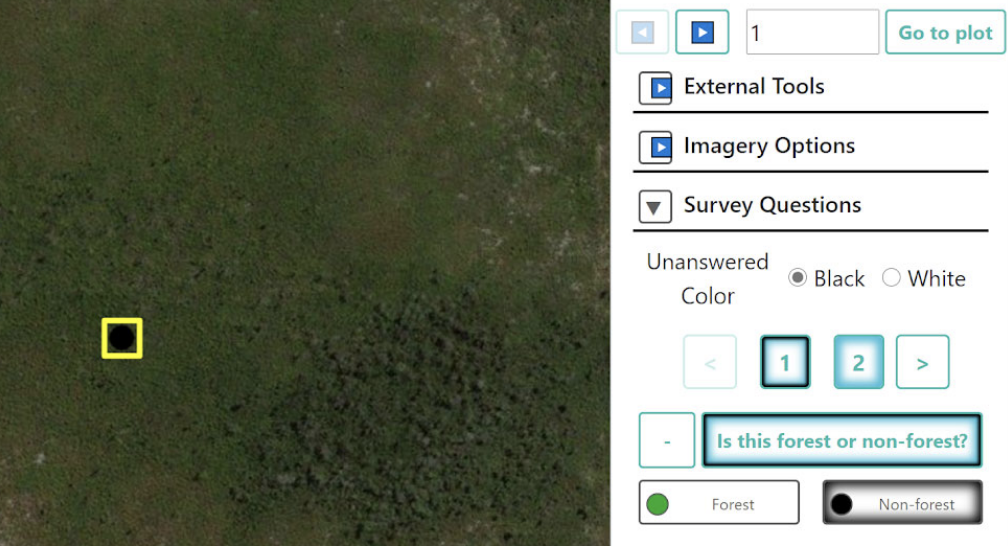 1
Go to plot
External Tools
Imagery Options
Survey Questions
Unanswered
Color
Black
White
<
1
2
>
-
Is this forest or non-forest?
Forest
Non-forest